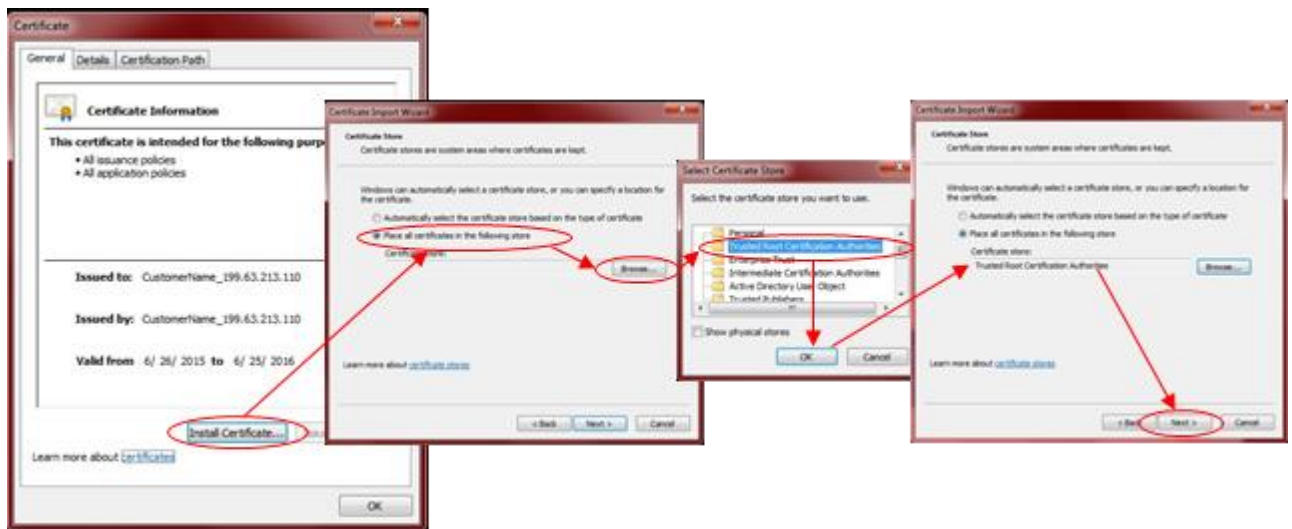 Certificate
General Details Certification Path
Certificate Information
This certificate is intended for the following purp
• All issuance policies
• All application policies
Issued to: CustomerName_199.63.213.110
Issued by: CustomerName_199.63.213.110
Valid from 6/ 26/ 2015 to 6/ 25/ 2016
Install Certificate...
Learn more about certificates
OK
Certificate Import Wizard
Certificate Store
Certificate stores are system areas where certificates are kept.
Windows can automatically select a certificate store, or you can specify a location for
the certificate.
Automatically select the certificate store based on the type of certificate
Place all certificates in the following store
Certificate store:
Browse...
Learn more about certificate stores
< Back Next > Cancel
Select Certificate Store
Select the certificate store you want to use.
Personal
Trusted Root Certification Authorities
Enterprise Trust
Intermediate Certification Authorities
Active Directory User Object
Trusted Publishers
Show physical stores
OK Cancel
Certificate Import Wizard
Certificate Store
Certificate stores are system areas where certificates are kept.
Windows can automatically select a certificate store, or you can specify a location for
the certificate.
Automatically select the certificate store based on the type of certificate
Place all certificates in the following store
Certificate store:
Trusted Root Certification Authorities
Browse...
Learn more about certificate stores
< Back Next > Cancel